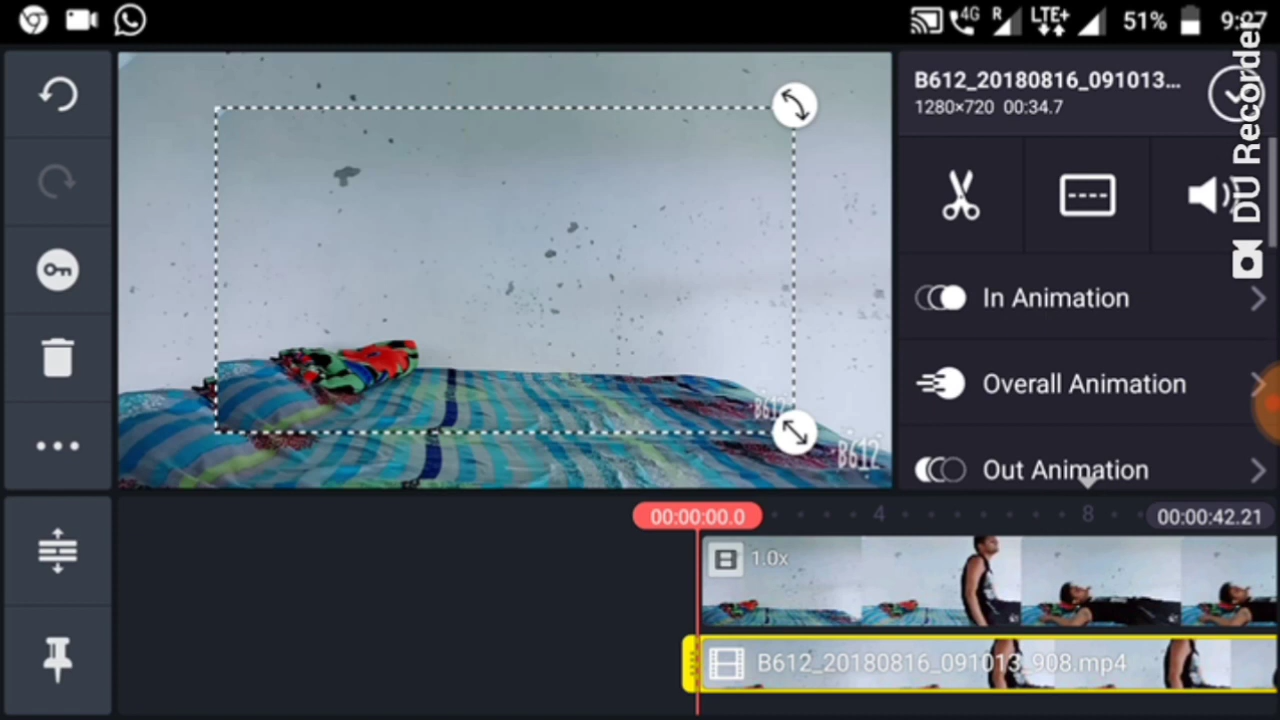 4G R LTE+ 51% 9:27
B612_20180816_091013...
1280×720 00:34.7
DU Recorder
In Animation
Overall Animation
Out Animation
B612
B612
00:00:00.0
4
8
00:00:42.21
1.0x
B612_20180816_091013_908.mp4